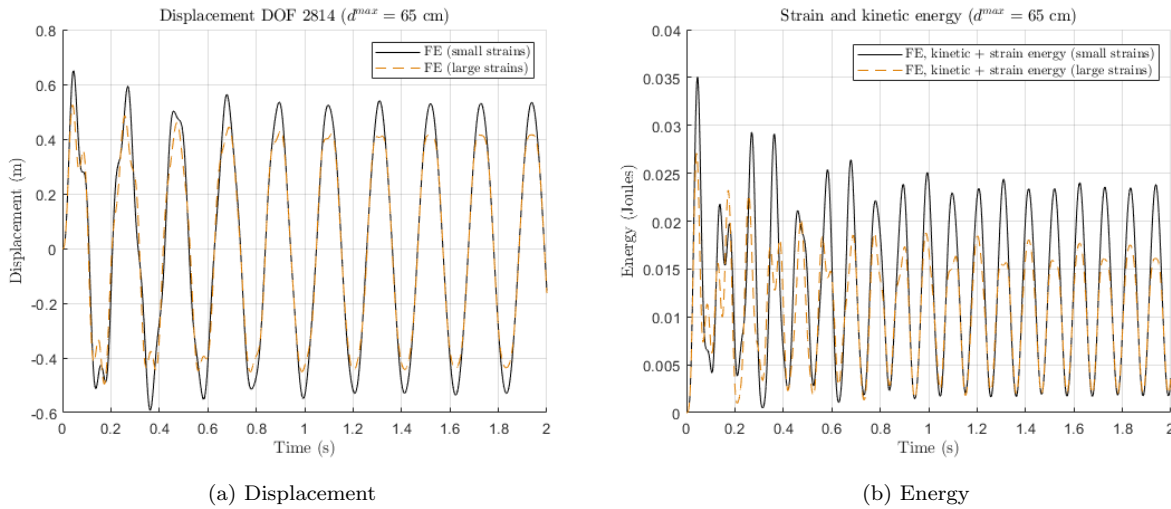 Displacement DOF 2814 (d^max = 65 cm)
0.8
0.6
0.4
0.2
0
-0.2
-0.4
-0.6
Displacement (m)
FE (small strains)
FE (large strains)
0 0.2 0.4 0.6 0.8 1 1.2 1.4 1.6 1.8 2
Time (s)
(a) Displacement
Strain and kinetic energy (d^max = 65 cm)
0.04
0.035
0.03
0.025
0.02
0.015
0.01
0.005
0
Energy (Joules)
FE, kinetic + strain energy (small strains)
FE, kinetic + strain energy (large strains)
0 0.2 0.4 0.6 0.8 1 1.2 1.4 1.6 1.8 2
Time (s)
(b) Energy